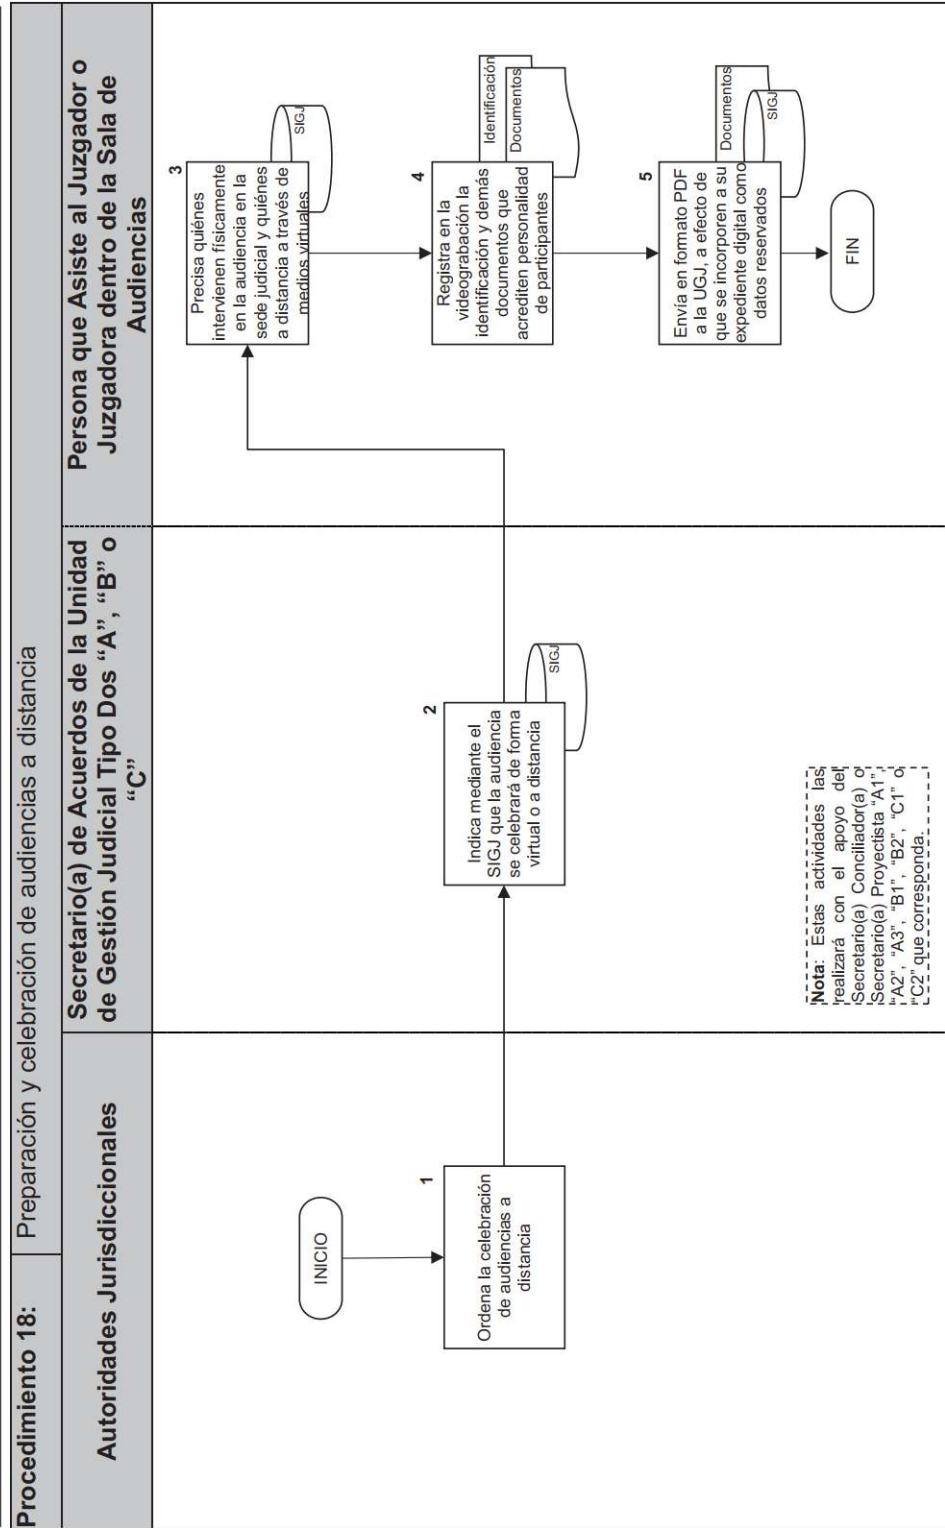 Procedimiento 18:
Preparación y celebración de audiencias a distancia
Autoridades Jurisdiccionales
Secretario(a) de Acuerdos de la Unidad
de Gestión Judicial Tipo Dos “A”, “B” o
“C”
Persona que Asiste al Juzgador o
Juzgadora dentro de la Sala de
Audiencias
INICIO
1
Ordena la celebración
de audiencias a
distancia
2
Indica mediante el
SIGJ que la audiencia
se celebrará de forma
virtual o a distancia
SIGJ
3
Precisa quiénes
intervienen físicamente
en la audiencia en la
sede judicial y quiénes
a distancia a través de
medios virtuales
SIGJ
4
Registra en la
videograbación la
identificación y demás
documentos que
acrediten personalidad
de participantes
Identificación
Documentos
5
Envía en formato PDF
a la UGJ, a efecto de
que se incorporen a su
expediente digital como
datos reservados
Documentos
SIGJ
FIN
Nota: Estas actividades las
realizará con el apoyo del
Secretario(a) Conciliador(a) o
Secretario(a) Proyectista “A1”,
“A2”, “A3”, “B1”, “B2”, “C1” o
“C2” que corresponda.